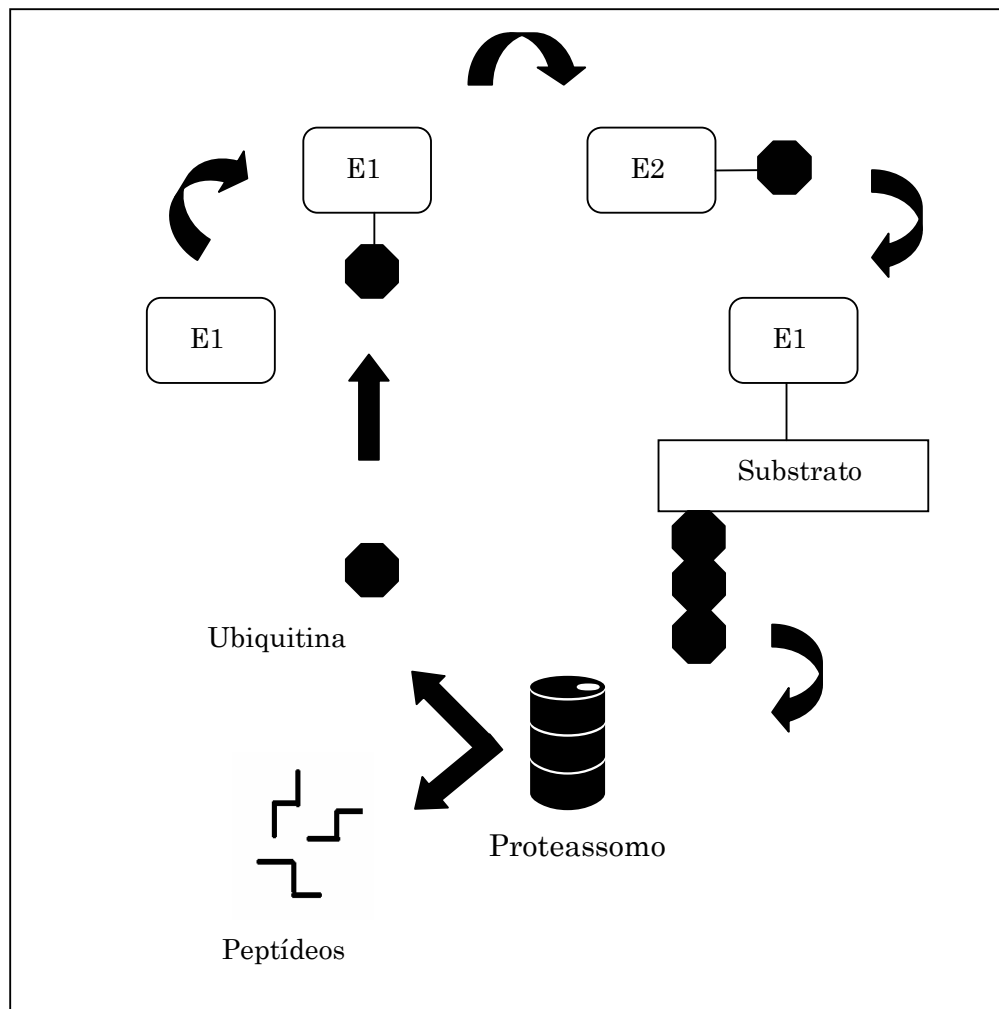 E1
E2
E1
E1
Substrato
Ubiquitina
Proteassomo
Peptídeos